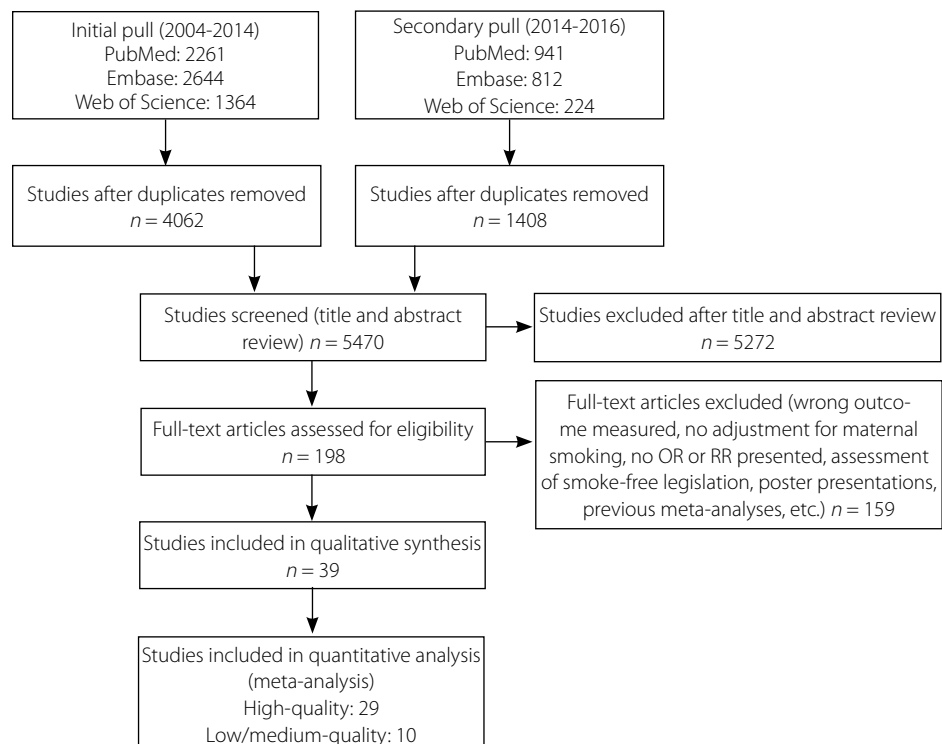 Initial pull (2004-2014)
PubMed: 2261
Embase: 2644
Web of Science: 1364
Secondary pull (2014-2016)
PubMed: 941
Embase: 812
Web of Science: 224
Studies after duplicates removed
n = 4062
Studies after duplicates removed
n = 1408
Studies screened (title and abstract
review) n = 5470
Studies excluded after title and abstract review
n = 5272
Full-text articles assessed for eligibility
n = 198
Full-text articles excluded (wrong outco-
me measured, no adjustment for maternal
smoking, no OR or RR presented, assessment
of smoke-free legislation, poster presentations,
previous meta-analyses, etc.) n = 159
Studies included in qualitative synthesis
n = 39
Studies included in quantitative analysis
(meta-analysis)
High-quality: 29
Low/medium-quality: 10